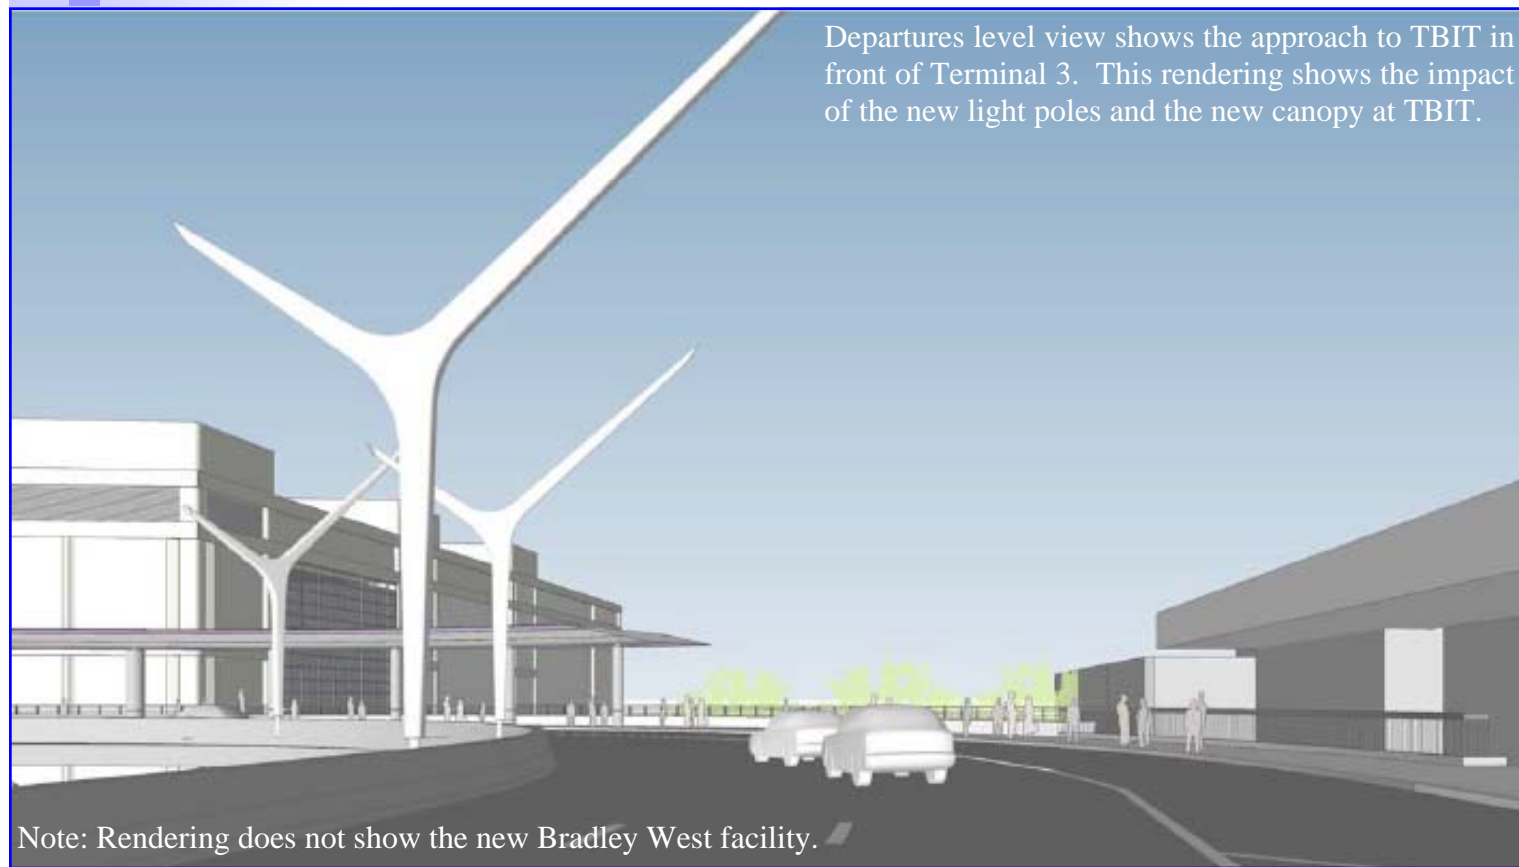 Departures level view shows the approach to TBIT in
front of Terminal 3.  This rendering shows the impact
of the new light poles and the new canopy at TBIT.
Note: Rendering does not show the new Bradley West facility.